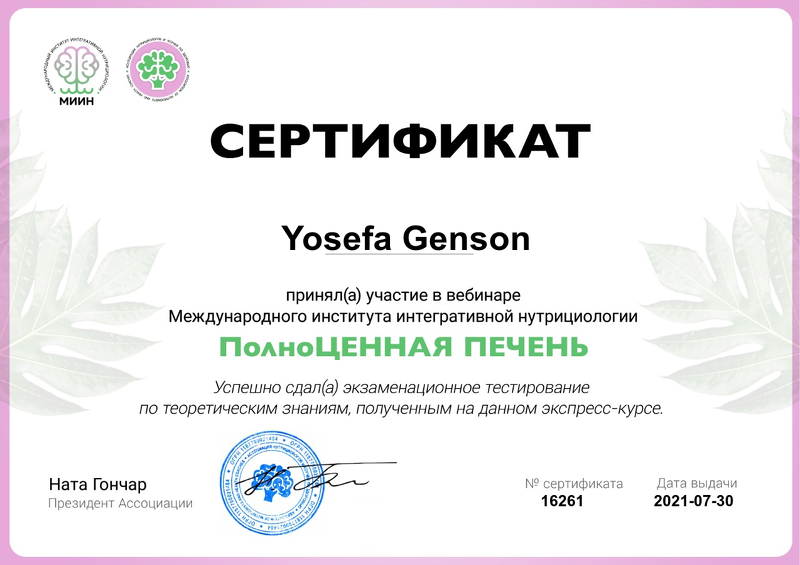 МЕЖДУНАРОДНЫЙ ИНСТИТУТ ИНТЕГРАТИВНОЙ НУТРИЦИОЛОГИИ
МИИН
СЕРТИФИКАТ
Yosefa Genson
принял(а) участие в вебинаре
Международного института интегративной нутрициологии
ПолноЦЕННАЯ ПЕЧЕНЬ
Успешно сдал(а) экзаменационное тестирование
по теоретическим знаниям, полученным на данном экспресс-курсе.
Ната Гончар
Президент Ассоциации
№ сертификата
16261
Дата выдачи
2021-07-30